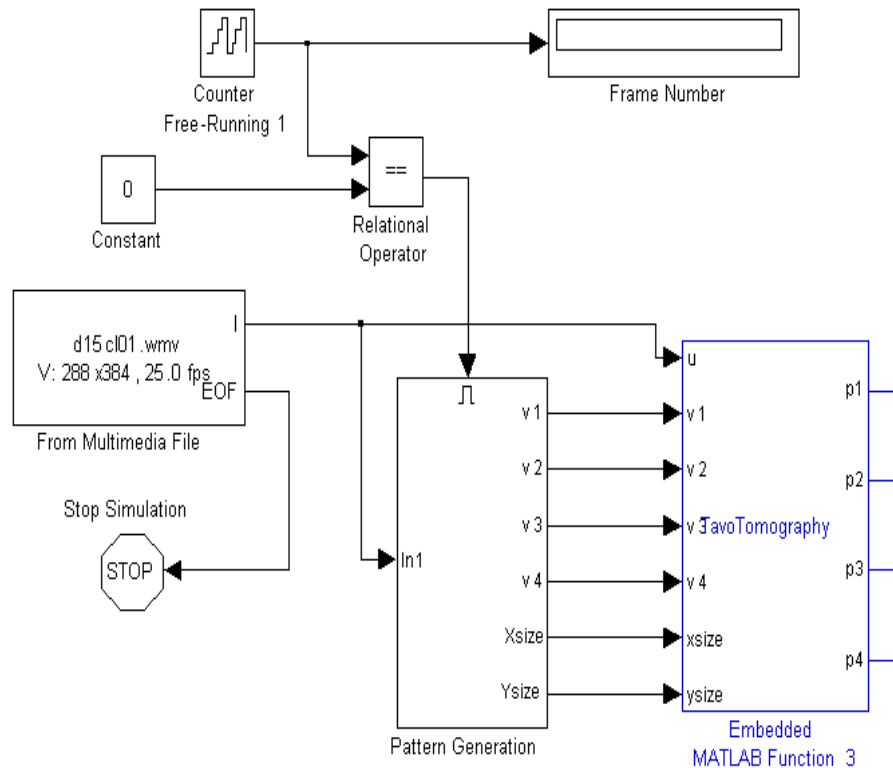 Counter
Free-Running 1
Frame Number
==
Relational
Operator
0
Constant
d15 cl01 .wmv
V: 288 x384 , 25.0 fps
I
EOF
From Multimedia File
Stop Simulation
STOP
In1
v 1
v 2
v 3
v 4
Xsize
Ysize
Pattern Generation
u
v 1
v 2
v 3
TavoTomography
v 4
xsize
ysize
p1
p2
p3
p4
Embedded
MATLAB Function 3